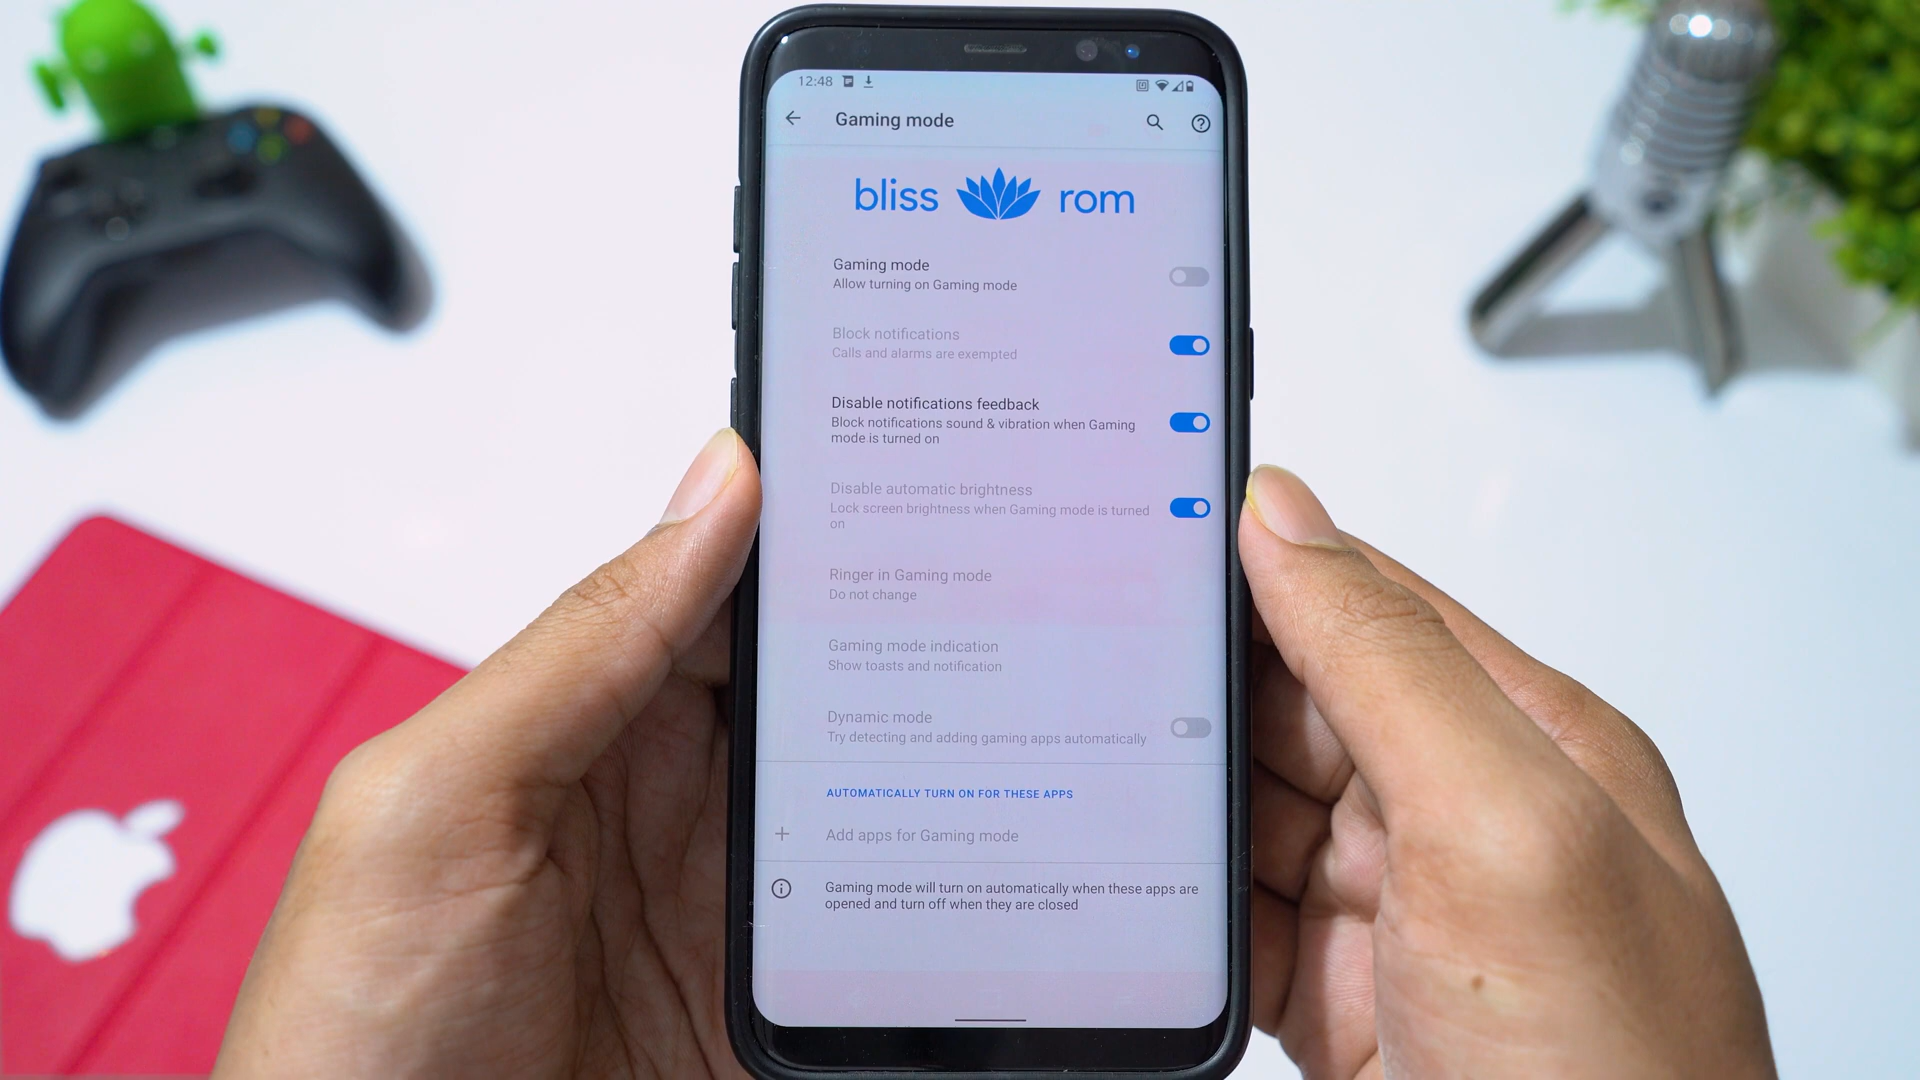 12:48
Gaming mode
bliss rom
Gaming mode
Allow turning on Gaming mode
Block notifications
Calls and alarms are exempted
Disable notifications feedback
Block notifications sound & vibration when Gaming
mode is turned on
Disable automatic brightness
Lock screen brightness when Gaming mode is turned
on
Ringer in Gaming mode
Do not change
Gaming mode indication
Show toasts and notification
Dynamic mode
Try detecting and adding gaming apps automatically
AUTOMATICALLY TURN ON FOR THESE APPS
Add apps for Gaming mode
Gaming mode will turn on automatically when these apps are
opened and turn off when they are closed